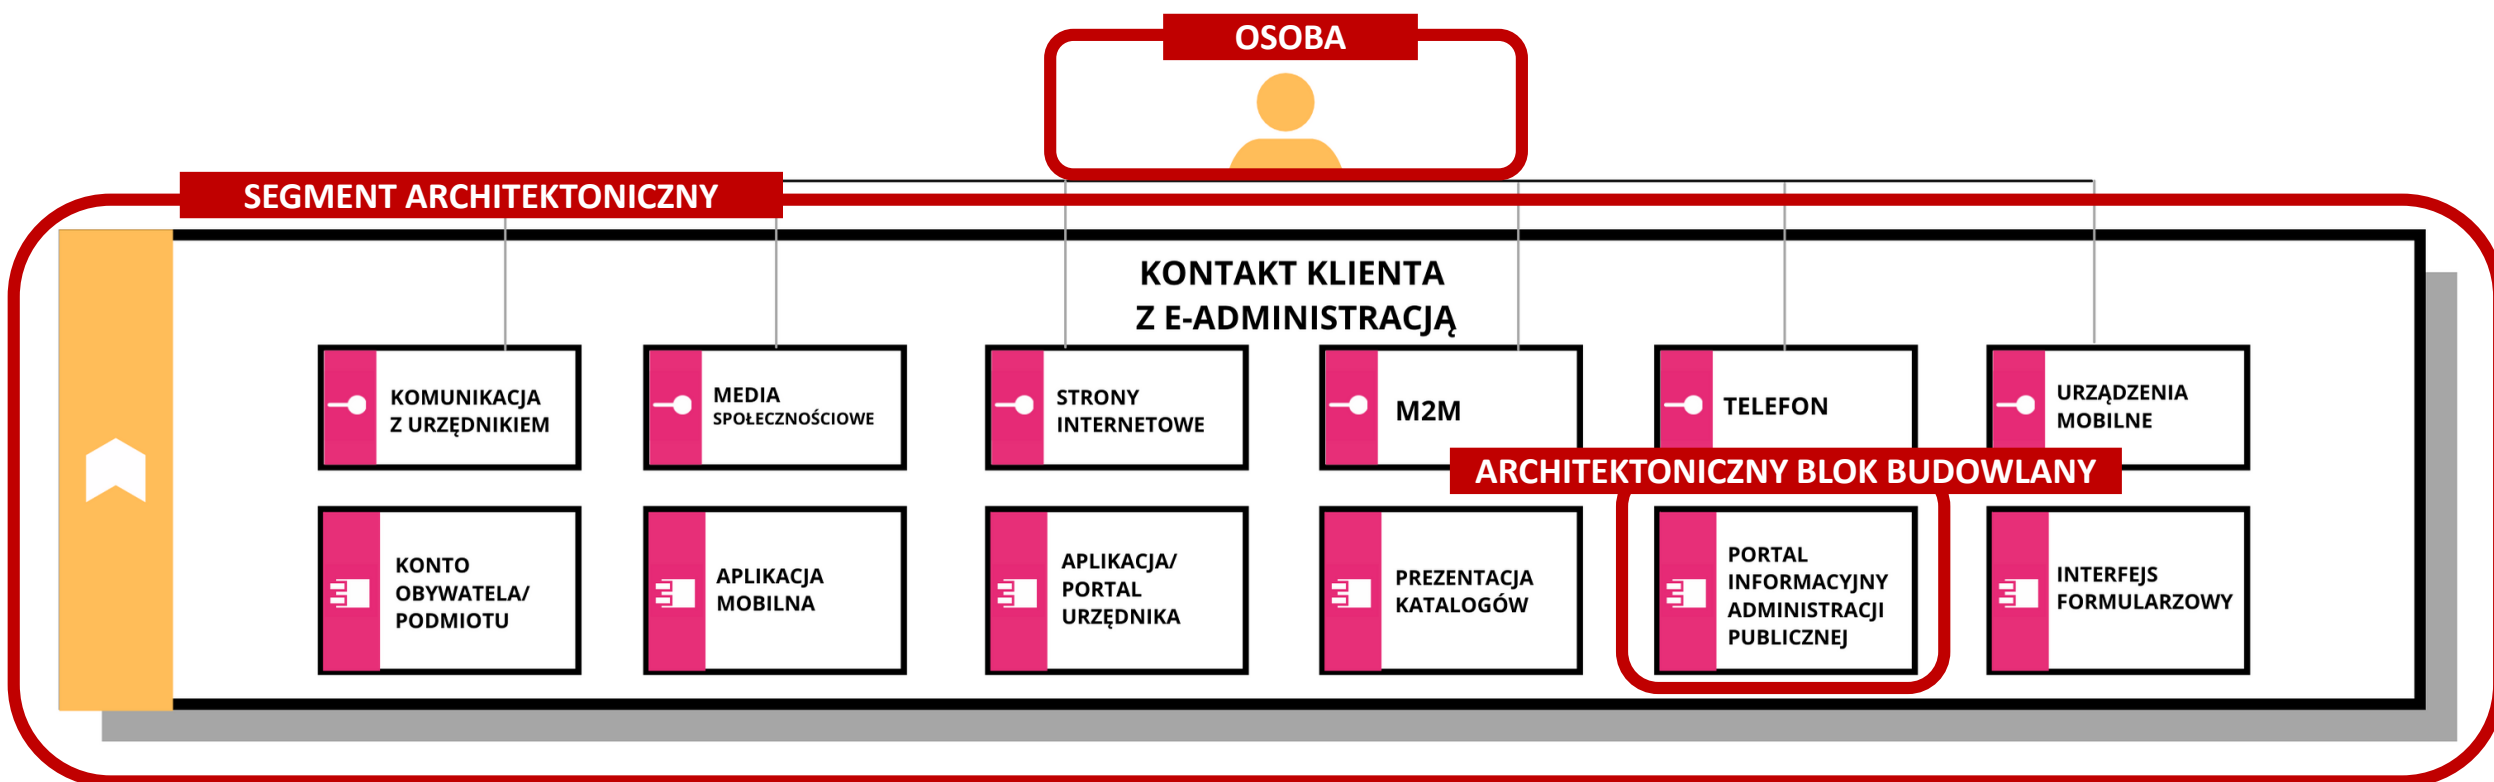 OSOBA
SEGMENT ARCHITEKTONICZNY
KONTAKT KLIENTA
Z E-ADMINISTRACJĄ
KOMUNIKACJA
Z URZĘDNIKIEM
MEDIA
SPOŁECZNOŚCIOWE
STRONY
INTERNETOWE
M2M
TELEFON
URZĄDZENIA
MOBILNE
ARCHITEKTONICZNY BLOK BUDOWLANY
KONTO
OBYWATELA/
PODMIOTU
APLIKACJA
MOBILNA
APLIKACJA/
PORTAL
URZĘDNIKA
PREZENTACJA
KATALOGÓW
PORTAL
INFORMACYJNY
ADMINISTRACJI
PUBLICZNEJ
INTERFEJS
FORMULARZOWY